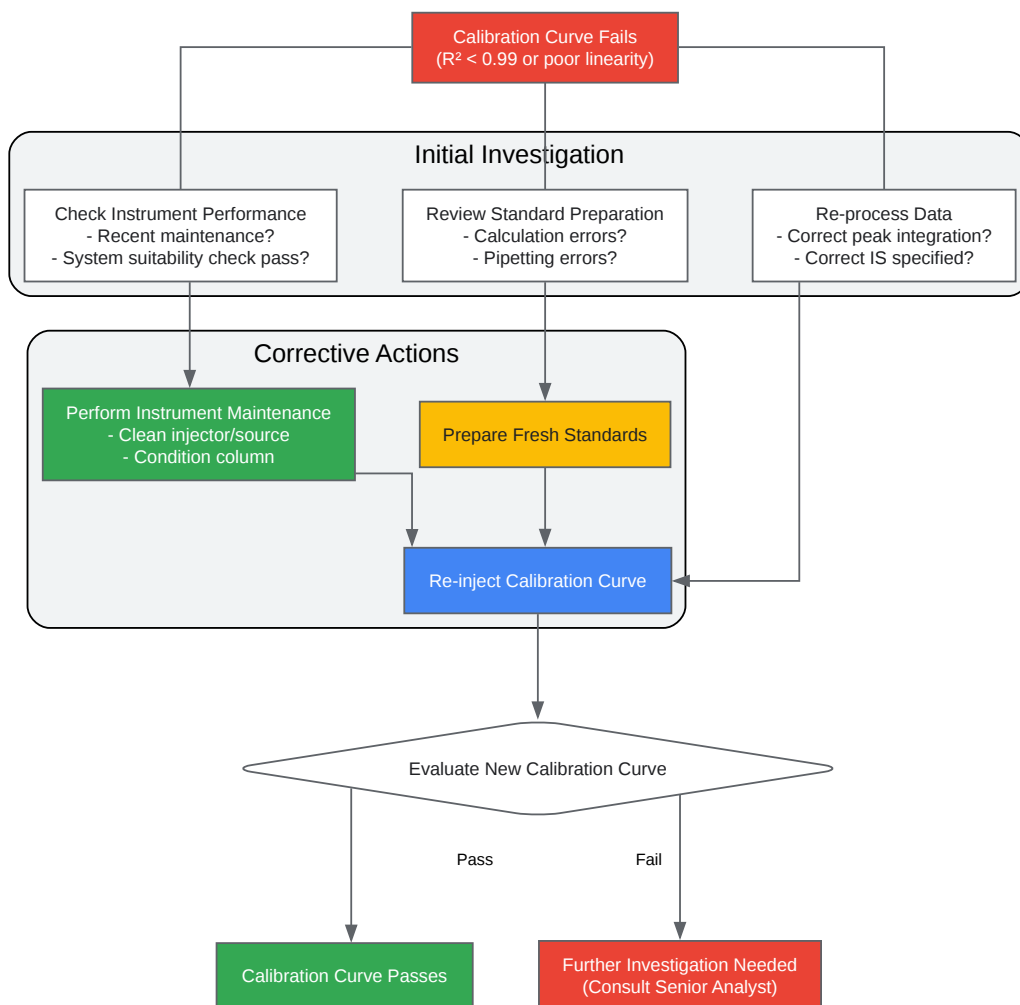 Calibration Curve Fails
(R² < 0.99 or poor linearity)
Initial Investigation
Check Instrument Performance
- Recent maintenance?
- System suitability check pass?
Review Standard Preparation
- Calculation errors?
- Pipetting errors?
Re-process Data
- Correct peak integration?
- Correct IS specified?
Corrective Actions
Perform Instrument Maintenance
- Clean injector/source
- Condition column
Prepare Fresh Standards
Re-inject Calibration Curve
Evaluate New Calibration Curve
Pass
Fail
Calibration Curve Passes
Further Investigation Needed
(Consult Senior Analyst)